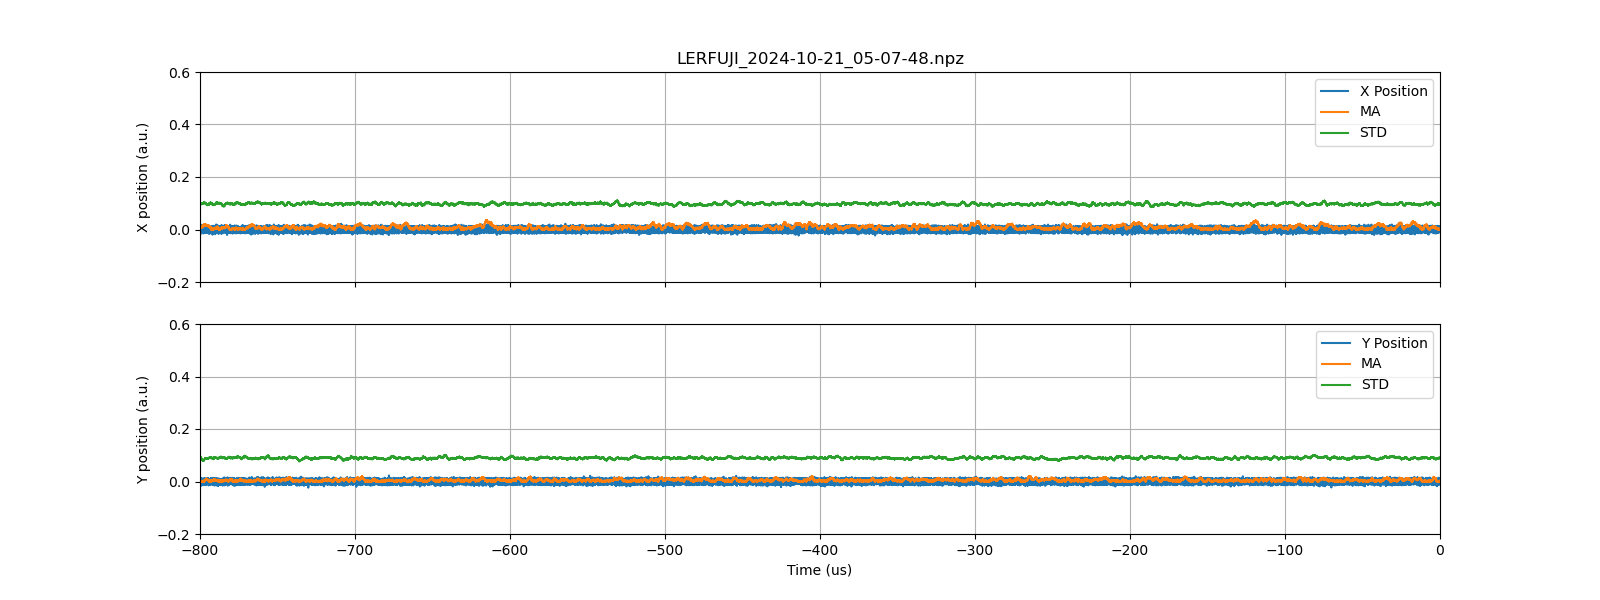 LERFUJI_2024-10-21_05-07-48.npz
0.6
0.4
0.2
0.0
−0.2
X position (a.u.)
X Position
MA
STD
0.6
0.4
0.2
0.0
−0.2
Y position (a.u.)
Y Position
MA
STD
−800 −700 −600 −500 −400 −300 −200 −100 0
Time (us)